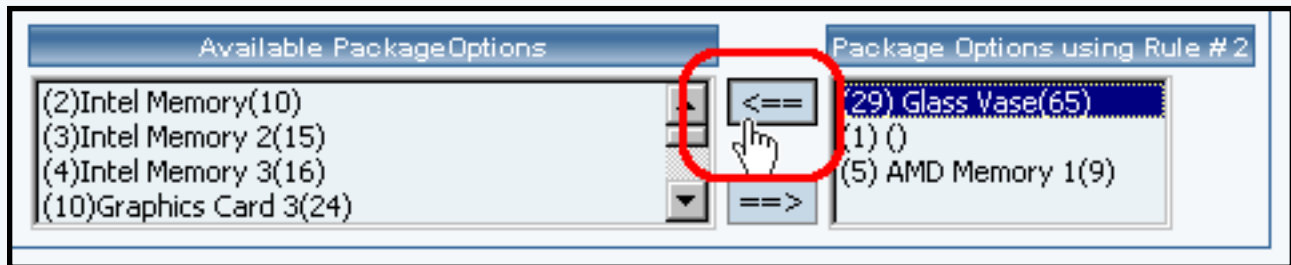 Available PackageOptions
Package Options using Rule #2
(2)Intel Memory(10)
(3)Intel Memory 2(15)
(4)Intel Memory 3(16)
(10)Graphics Card 3(24)
<==
==>
(29) Glass Vase(65)
(1) ()
(5) AMD Memory 1(9)